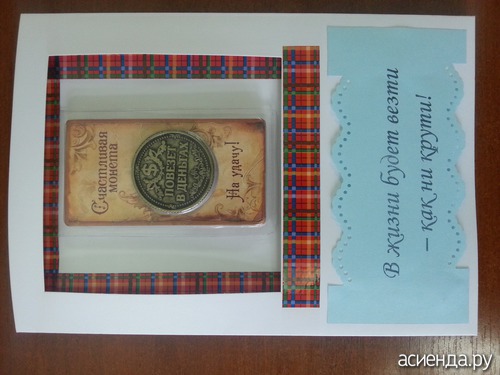 Счастливая
монета
ПОВЕЗЁТ
В ДЕНЬГАХ
На удачу!
В жизни будет везти
– как ни крути!
асиенда.ру